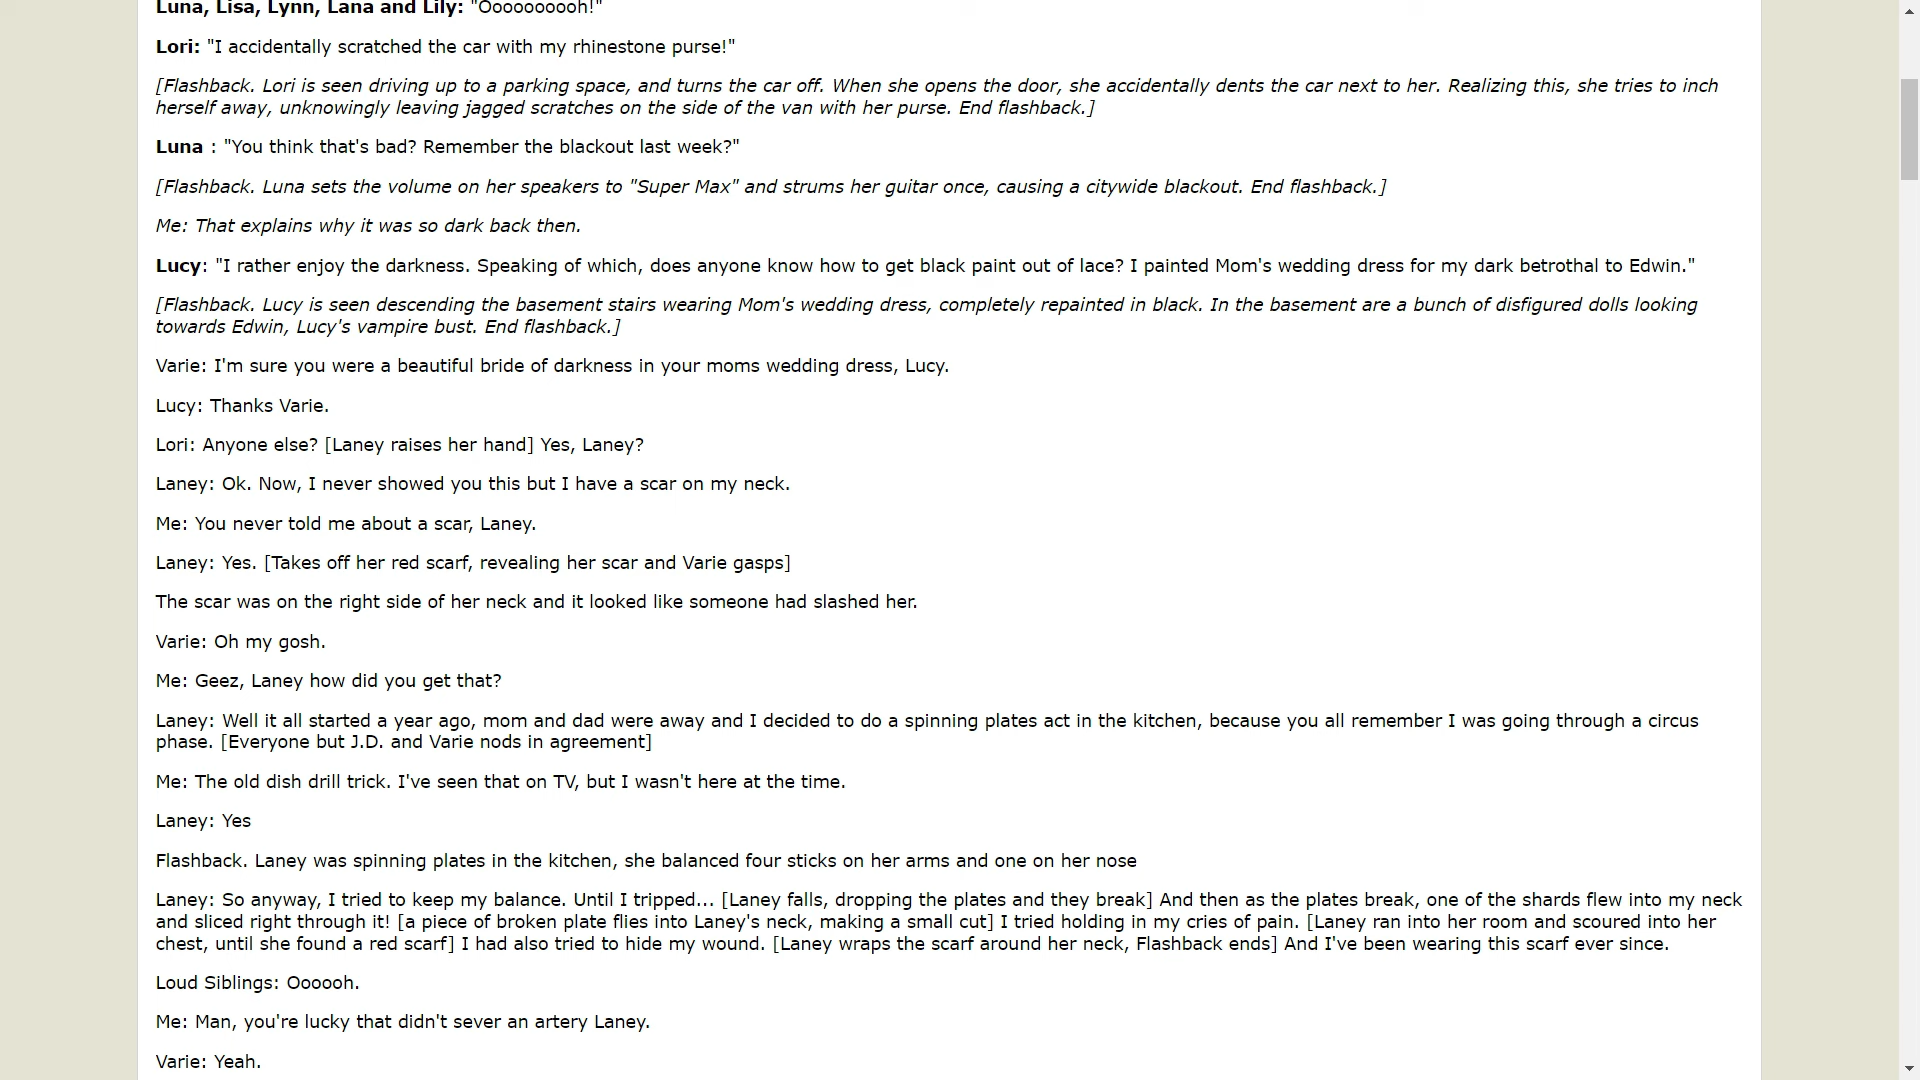 Luna, Lisa, Lynn, Lana and Lily: "Oooooooooh!"
Lori: "I accidentally scratched the car with my rhinestone purse!"
[Flashback. Lori is seen driving up to a parking space, and turns the car off. When she opens the door, she accidentally dents the car next to her. Realizing this, she tries to inch
herself away, unknowingly leaving jagged scratches on the side of the van with her purse. End flashback.]
Luna : "You think that's bad? Remember the blackout last week?"
[Flashback. Luna sets the volume on her speakers to "Super Max" and strums her guitar once, causing a citywide blackout. End flashback.]
Me: That explains why it was so dark back then.
Lucy: "I rather enjoy the darkness. Speaking of which, does anyone know how to get black paint out of lace? I painted Mom's wedding dress for my dark betrothal to Edwin."
[Flashback. Lucy is seen descending the basement stairs wearing Mom's wedding dress, completely repainted in black. In the basement are a bunch of disfigured dolls looking
towards Edwin, Lucy's vampire bust. End flashback.]
Varie: I'm sure you were a beautiful bride of darkness in your moms wedding dress, Lucy.
Lucy: Thanks Varie.
Lori: Anyone else? [Laney raises her hand] Yes, Laney?
Laney: Ok. Now, I never showed you this but I have a scar on my neck.
Me: You never told me about a scar, Laney.
Laney: Yes. [Takes off her red scarf, revealing her scar and Varie gasps]
The scar was on the right side of her neck and it looked like someone had slashed her.
Varie: Oh my gosh.
Me: Geez, Laney how did you get that?
Laney: Well it all started a year ago, mom and dad were away and I decided to do a spinning plates act in the kitchen, because you all remember I was going through a circus
phase. [Everyone but J.D. and Varie nods in agreement]
Me: The old dish drill trick. I've seen that on TV, but I wasn't here at the time.
Laney: Yes
Flashback. Laney was spinning plates in the kitchen, she balanced four sticks on her arms and one on her nose
Laney: So anyway, I tried to keep my balance. Until I tripped... [Laney falls, dropping the plates and they break] And then as the plates break, one of the shards flew into my neck
and sliced right through it! [a piece of broken plate flies into Laney's neck, making a small cut] I tried holding in my cries of pain. [Laney ran into her room and scoured into her
chest, until she found a red scarf] I had also tried to hide my wound. [Laney wraps the scarf around her neck, Flashback ends] And I've been wearing this scarf ever since.
Loud Siblings: Oooooh.
Me: Man, you're lucky that didn't sever an artery Laney.
Varie: Yeah.